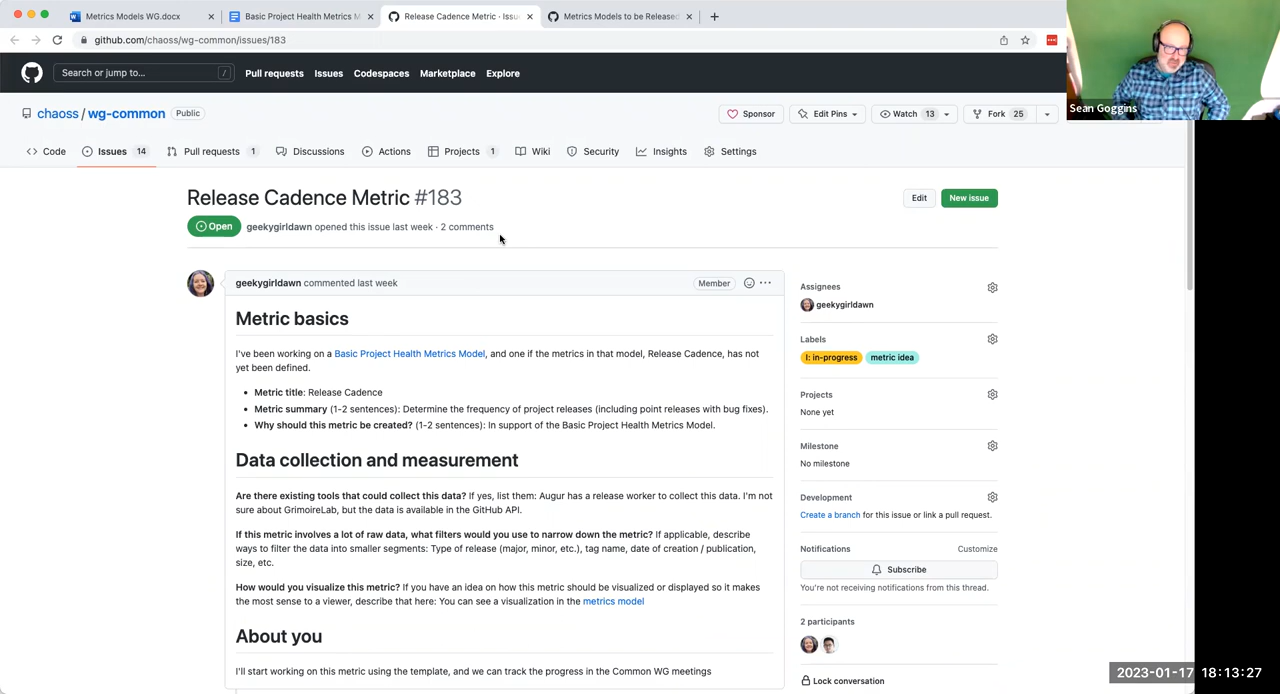 Metrics Models WG.docx
Basic Project Health Metrics M
Release Cadence Metric · Issu
Metrics Models to be Released
github.com/chaoss/wg-common/issues/183
Search or jump to... /
Pull requests Issues Codespaces Marketplace Explore
Sean Goggins
chaoss / wg-common Public
Sponsor Edit Pins Watch 13 Fork 25
Code Issues 14 Pull requests 1 Discussions Actions Projects 1 Wiki Security Insights Settings
Release Cadence Metric #183
Edit New issue
Open geekygirldawn opened this issue last week · 2 comments
geekygirldawn commented last week Member
Metric basics
I've been working on a Basic Project Health Metrics Model, and one if the metrics in that model, Release Cadence, has not
yet been defined.
• Metric title: Release Cadence
• Metric summary (1-2 sentences): Determine the frequency of project releases (including point releases with bug fixes).
• Why should this metric be created? (1-2 sentences): In support of the Basic Project Health Metrics Model.
Data collection and measurement
Are there existing tools that could collect this data? If yes, list them: Augur has a release worker to collect this data. I'm not
sure about GrimoireLab, but the data is available in the GitHub API.
If this metric involves a lot of raw data, what filters would you use to narrow down the metric? If applicable, describe
ways to filter the data into smaller segments: Type of release (major, minor, etc.), tag name, date of creation / publication,
size, etc.
How would you visualize this metric? If you have an idea on how this metric should be visualized or displayed so it makes
the most sense to a viewer, describe that here: You can see a visualization in the metrics model
About you
I'll start working on this metric using the template, and we can track the progress in the Common WG meetings
Assignees
geekygirldawn
Labels
I: in-progress metric idea
Projects
None yet
Milestone
No milestone
Development
Create a branch for this issue or link a pull request.
Notifications Customize
Subscribe
You're not receiving notifications from this thread.
2 participants
Lock conversation
2023-01-17 18:13:27